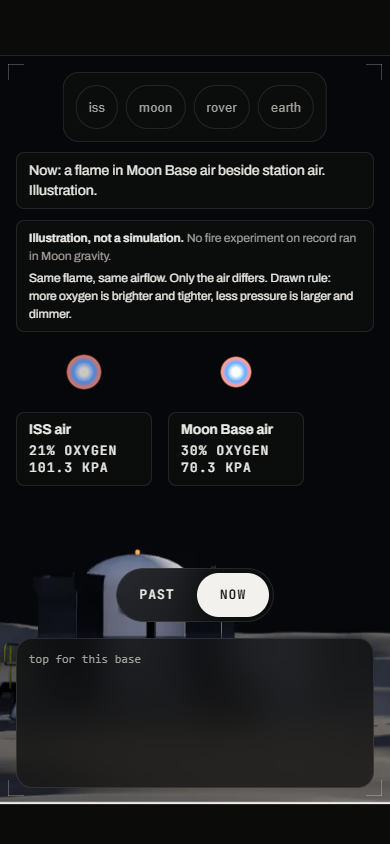 iss
moon
rover
earth
Now: a flame in Moon Base air beside station air.
Illustration.
Illustration, not a simulation. No fire experiment on record ran
in Moon gravity.
Same flame, same airflow. Only the air differs. Drawn rule:
more oxygen is brighter and tighter, less pressure is larger and
dimmer.
ISS air
21% OXYGEN
101.3 KPA
Moon Base air
30% OXYGEN
70.3 KPA
PAST
NOW
top for this base